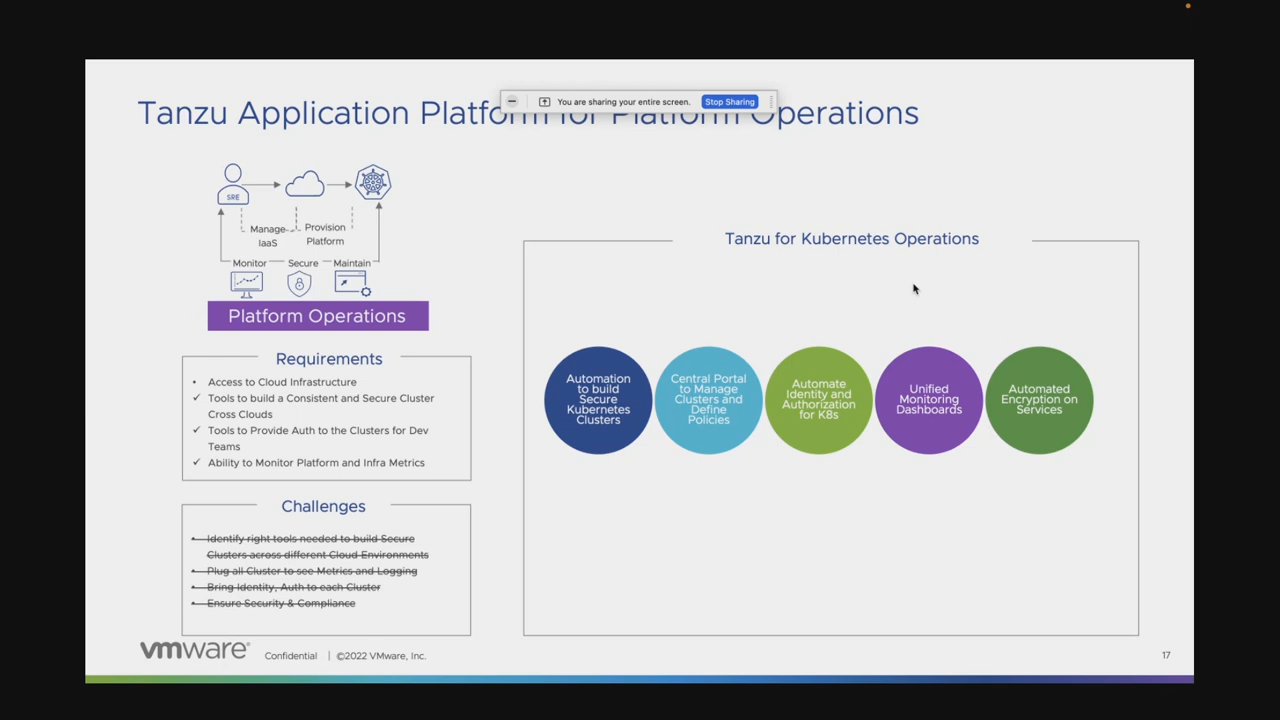 You are sharing your entire screen.
Stop Sharing
Tanzu Application Platform for Platform Operations
SRE
Manage
IaaS
Provision
Platform
Monitor
Secure
Maintain
Platform Operations
Requirements
• Access to Cloud Infrastructure
✓ Tools to build a Consistent and Secure Cluster
Cross Clouds
✓ Tools to Provide Auth to the Clusters for Dev
Teams
✓ Ability to Monitor Platform and Infra Metrics
Challenges
• Identify right tools needed to build Secure
Clusters across different Cloud Environments
• Plug all Cluster to see Metrics and Logging
• Bring Identity, Auth to each Cluster
• Ensure Security & Compliance
Tanzu for Kubernetes Operations
Automation
to build
Secure
Kubernetes
Clusters
Central Portal
to Manage
Clusters and
Define
Policies
Automate
Identity and
Authorization
for K8s
Unified
Monitoring
Dashboards
Automated
Encryption on
Services
vmware®
Confidential | ©2022 VMware, Inc.
17